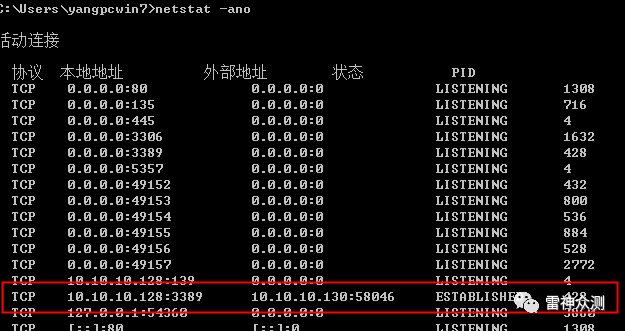 C:\Users\yangpcwin7>netstat -ano
活动连接
协议 本地地址 外部地址 状态 PID
TCP 0.0.0.0:80 0.0.0.0:0 LISTENING 1308
TCP 0.0.0.0:135 0.0.0.0:0 LISTENING 716
TCP 0.0.0.0:445 0.0.0.0:0 LISTENING 4
TCP 0.0.0.0:3306 0.0.0.0:0 LISTENING 1632
TCP 0.0.0.0:3389 0.0.0.0:0 LISTENING 428
TCP 0.0.0.0:5357 0.0.0.0:0 LISTENING 4
TCP 0.0.0.0:49152 0.0.0.0:0 LISTENING 432
TCP 0.0.0.0:49153 0.0.0.0:0 LISTENING 800
TCP 0.0.0.0:49154 0.0.0.0:0 LISTENING 536
TCP 0.0.0.0:49155 0.0.0.0:0 LISTENING 884
TCP 0.0.0.0:49156 0.0.0.0:0 LISTENING 528
TCP 0.0.0.0:49157 0.0.0.0:0 LISTENING 2772
TCP 10.10.10.128:139 0.0.0.0:0 LISTENING 4
TCP 10.10.10.128:3389 10.10.10.130:58046 ESTABLISHED 428
雷神众测
TCP 127.0.0.1:54360 0.0.0.0:0 LISTENING
TCP [::]:80 [::]:0 LISTENING 1308